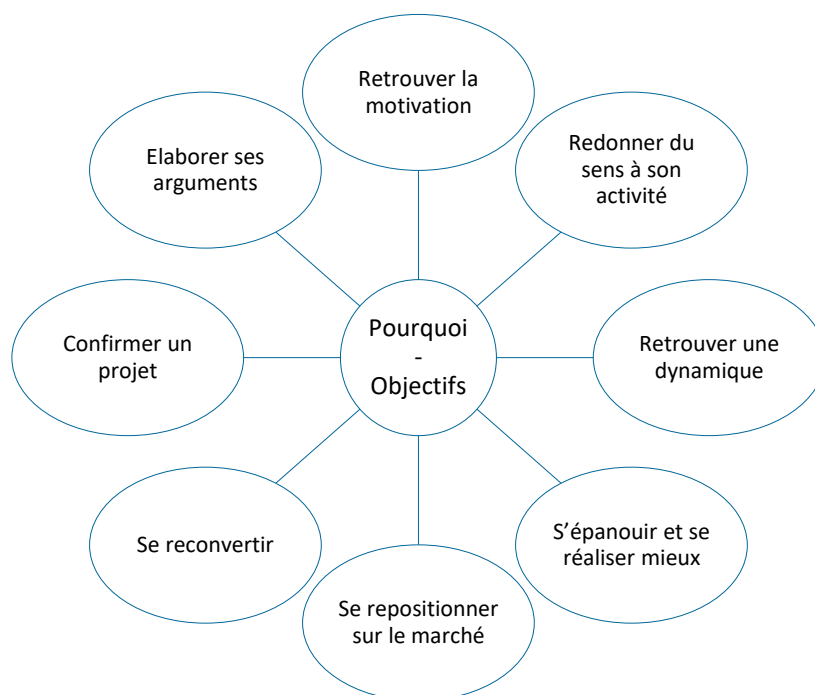 Retrouver la
motivation
Redonner du
sens à son
activité
Retrouver une
dynamique
S’épanouir et se
réaliser mieux
Se repositionner
sur le marché
Se reconvertir
Confirmer un
projet
Elaborer ses
arguments
Pourquoi
-
Objectifs